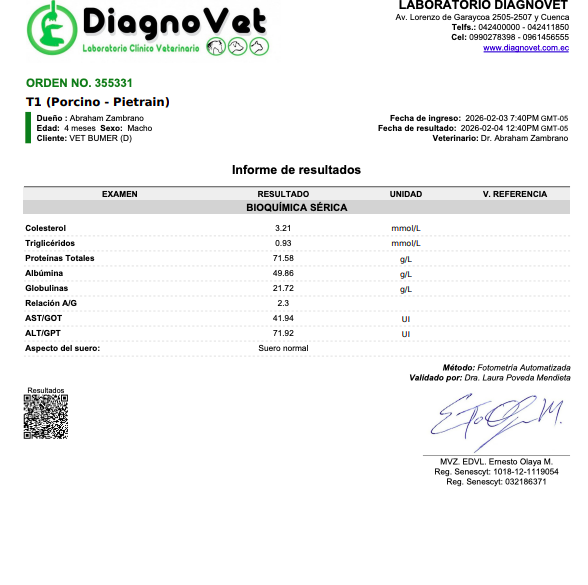 DiagnoVet
Laboratorio Clínico Veterinario
LABORATORIO DIAGNOVET
Av. Lorenzo de Garaycoa 2505-2507 y Cuenca
Telfs.: 042400000 - 042411850
Cel: 0990278398 - 0961456555
www.diagnovet.com.ec
ORDEN NO. 355331
T1 (Porcino - Pietrain)
Dueño : Abraham Zambrano
Edad: 4 meses Sexo: Macho
Cliente: VET BUMER (D)
Fecha de ingreso: 2026-02-03 7:40PM GMT-05
Fecha de resultado: 2026-02-04 12:40PM GMT-05
Veterinario: Dr. Abraham Zambrano
Informe de resultados
EXAMEN RESULTADO UNIDAD V. REFERENCIA
BIOQUÍMICA SÉRICA
Colesterol 3.21 mmol/L
Triglicéridos 0.93 mmol/L
Proteínas Totales 71.58 g/L
Albúmina 49.86 g/L
Globulinas 21.72 g/L
Relación A/G 2.3
AST/GOT 41.94 UI
ALT/GPT 71.92 UI
Aspecto del suero: Suero normal
Método: Fotometría Automatizada
Validado por: Dra. Laura Poveda Mendieta
Resultados
MVZ. EDVL. Ernesto Olaya M.
Reg. Senescyt: 1018-12-1119054
Reg. Senescyt: 032186371